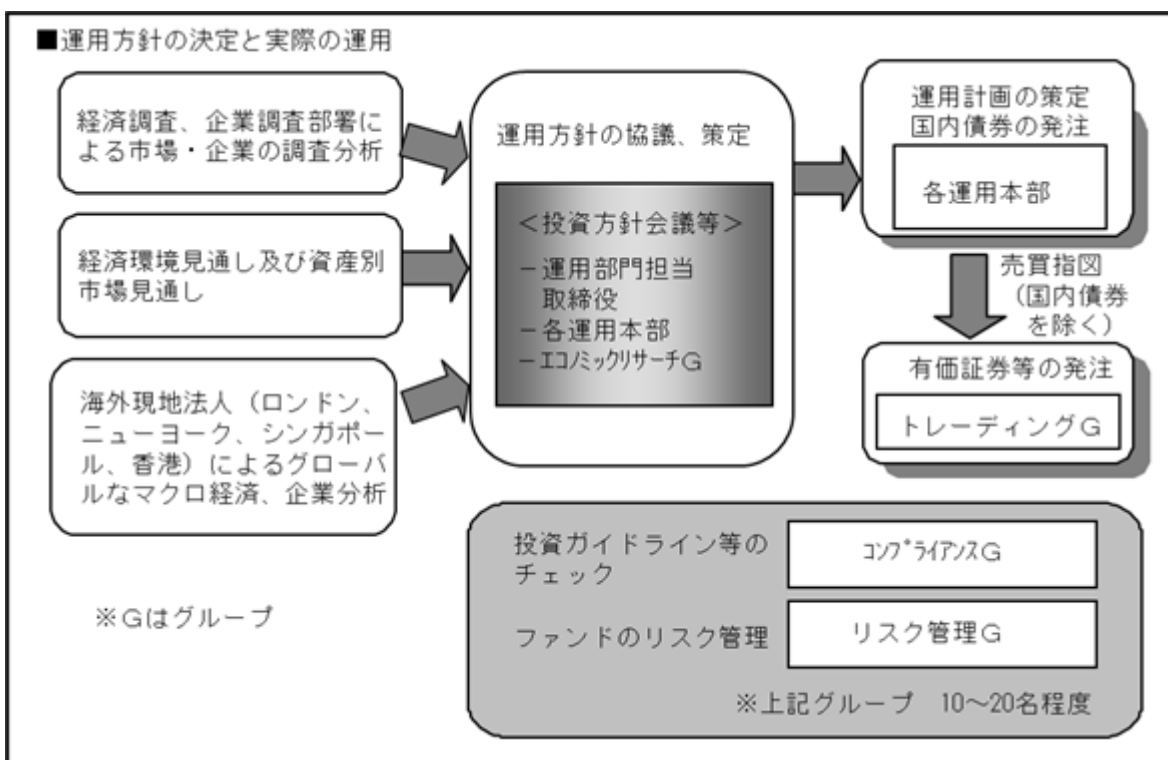 ■運用方針の決定と実際の運用
経済調査、企業調査部署に
よる市場・企業の調査分析
経済環境見通し及び資産別
市場見通し
海外現地法人（ロンドン、
ニューヨーク、シンガポー
ル、香港）によるグローバ
ルなマクロ経済、企業分析
※Gはグループ
運用方針の協議、策定
＜投資方針会議等＞
－運用部門担当
取締役
－各運用本部
－ｴｺﾉﾐｯｸﾘｻｰﾁG
運用計画の策定
国内債券の発注
各運用本部
売買指図
（国内債券
を除く）
有価証券等の発注
トレーディングG
投資ガイドライン等の
チェック
ｺﾝﾌﾟﾗｲｱﾝｽG
ファンドのリスク管理
リスク管理G
※上記グループ　10～20名程度